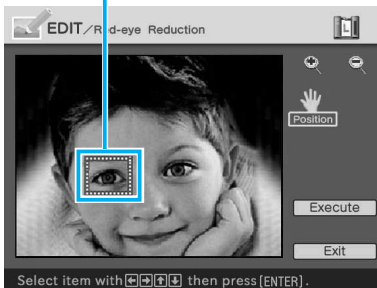 EDIT/Red-eye Reduction
L
Position
Execute
Exit
Select item with ←→↑↓ then press [ENTER].